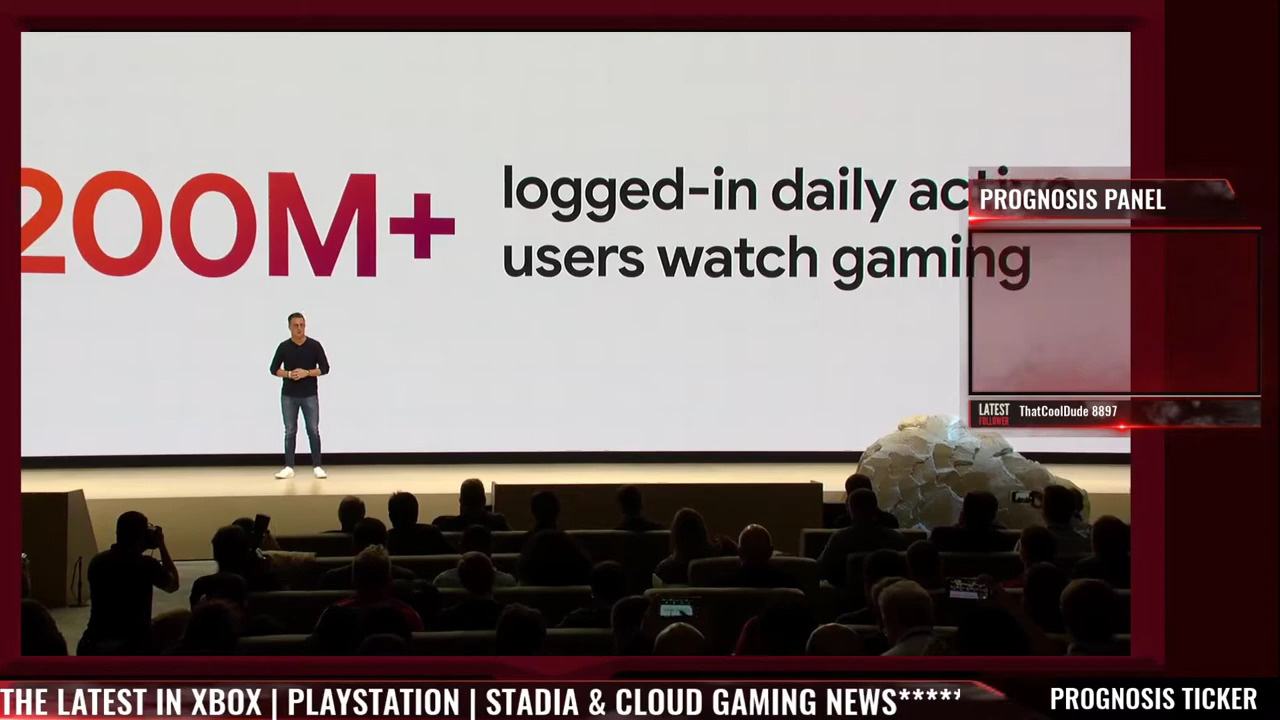 200M+
logged-in daily active
users watch gaming
PROGNOSIS PANEL
LATEST
FOLLOWER
ThatCoolDude 8897
THE LATEST IN XBOX | PLAYSTATION | STADIA & CLOUD GAMING NEWS*****
PROGNOSIS TICKER